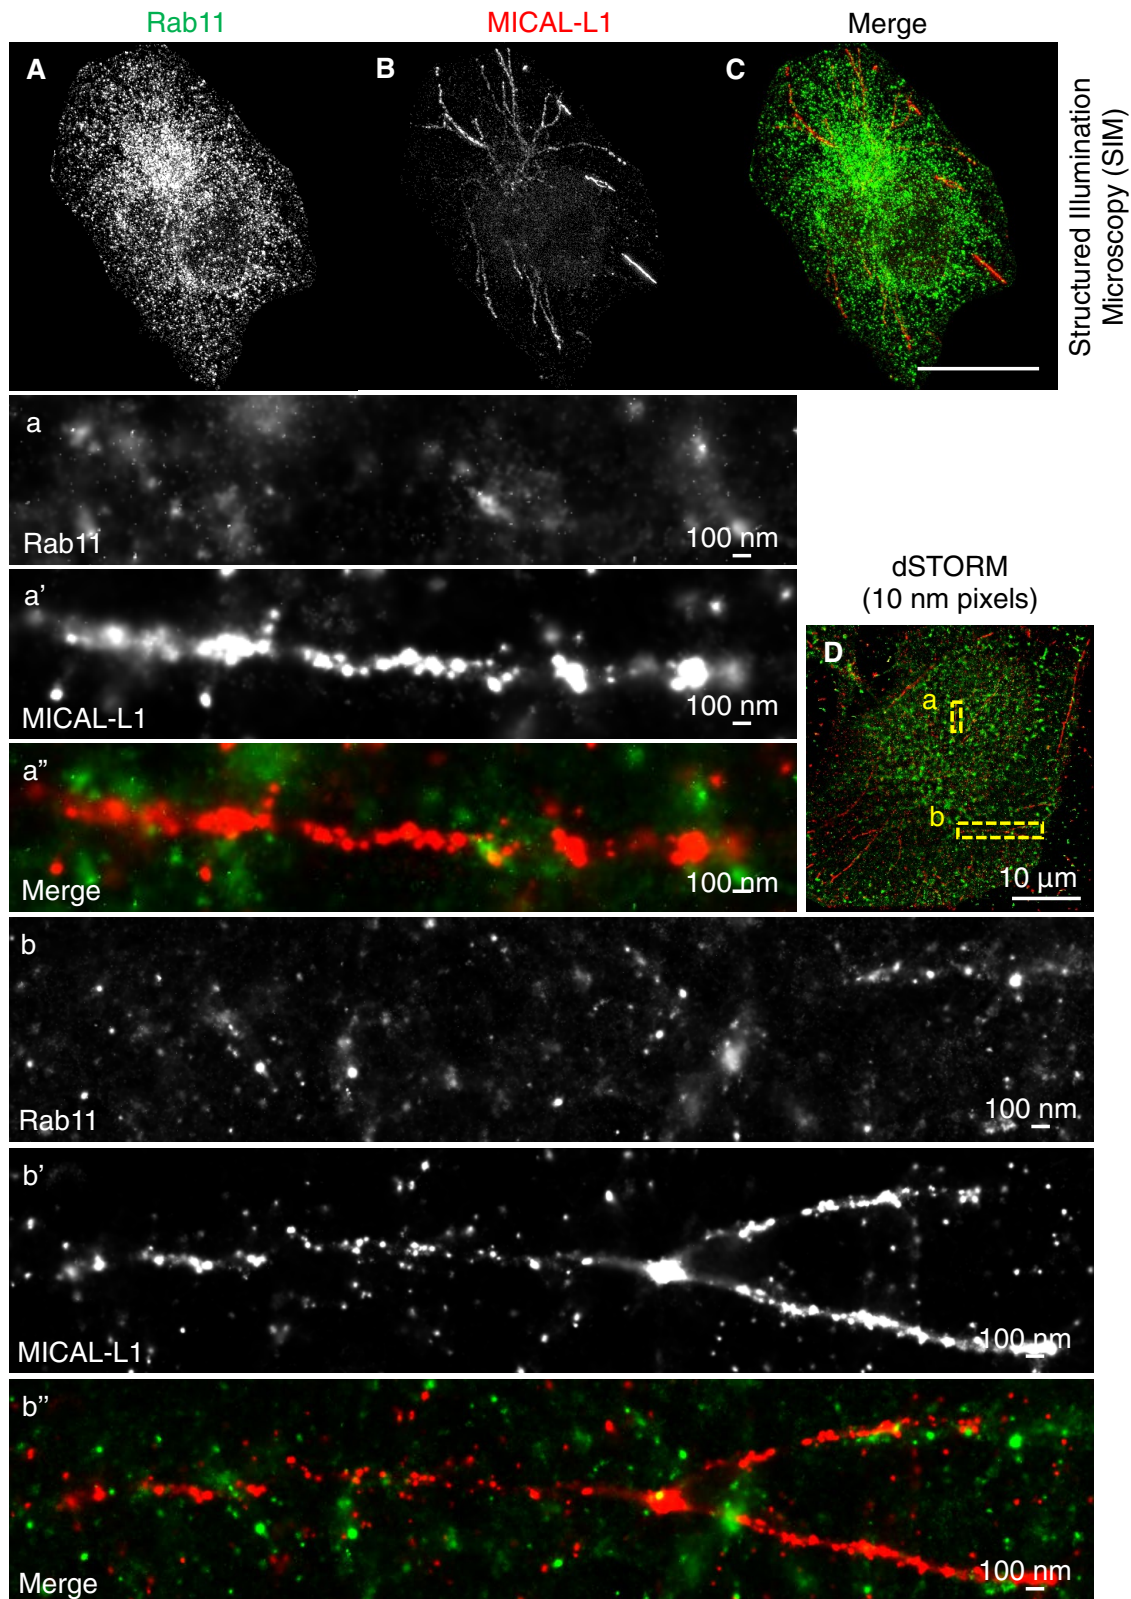 Rab11
MICAL-L1
Merge
A
B
C
Structured Illumination
Microscopy (SIM)
a
Rab11
100 nm
a’
MICAL-L1
100 nm
a”
Merge
100 nm
dSTORM
(10 nm pixels)
D
a
b
10 µm
b
Rab11
100 nm
b’
MICAL-L1
100 nm
b”
Merge
100 nm